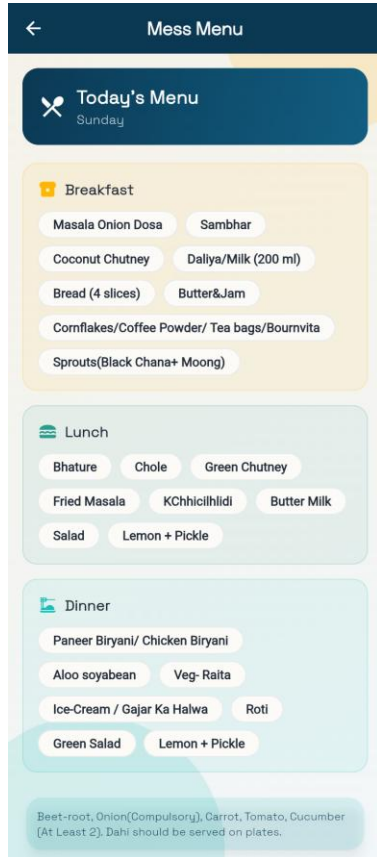 Mess Menu
Today's Menu
Sunday
Breakfast
Masala Onion Dosa Sambhar
Coconut Chutney Daliya/Milk (200 ml)
Bread (4 slices) Butter&Jam
Cornflakes/Coffee Powder/ Tea bags/Bournvita
Sprouts(Black Chana+ Moong)
Lunch
Bhature Chole Green Chutney
Fried Masala KChhicilhlidi Butter Milk
Salad Lemon + Pickle
Dinner
Paneer Biryani/ Chicken Biryani
Aloo soyabean Veg- Raita
Ice-Cream / Gajar Ka Halwa Roti
Green Salad Lemon + Pickle
Beet-root, Onion(Compulsory), Carrot, Tomato, Cucumber
(At Least 2). Dahi should be served on plates.